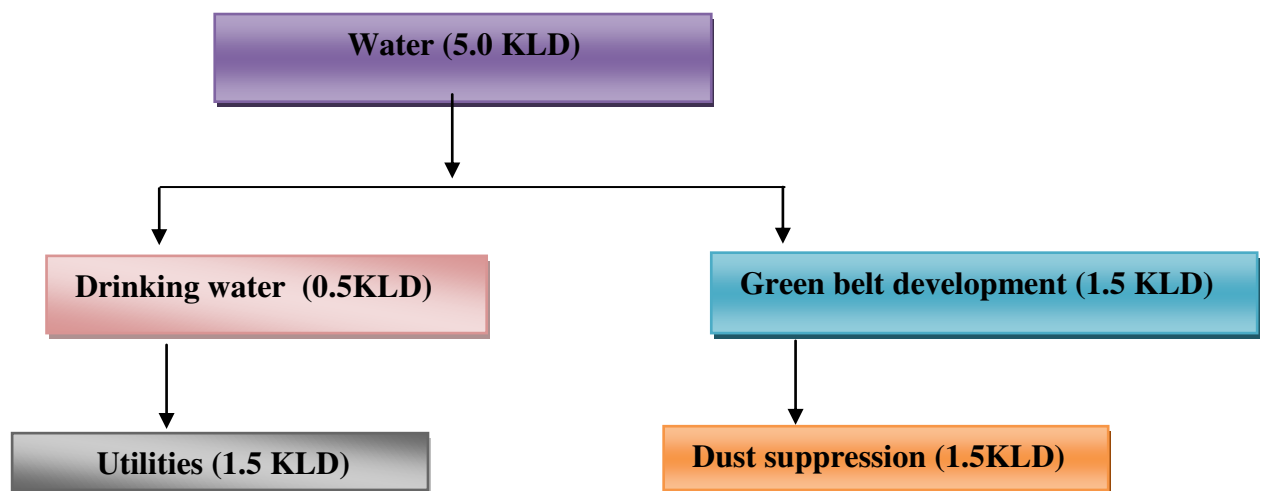 Water (5.0 KLD)
Drinking water (0.5KLD)
Green belt development (1.5 KLD)
Utilities (1.5 KLD)
Dust suppression (1.5KLD)